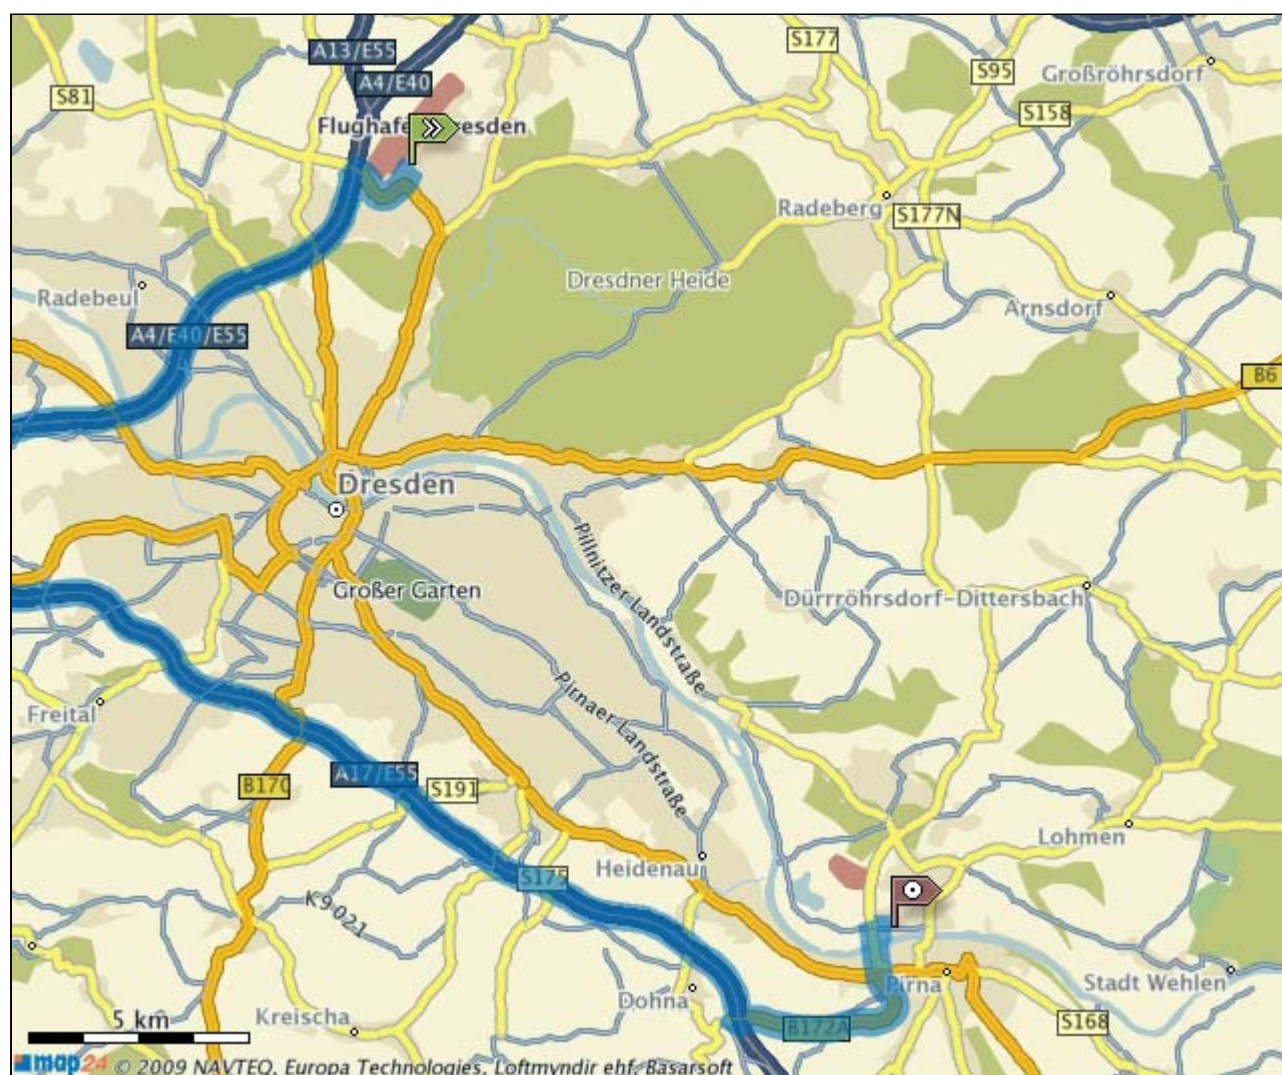 A13/E55
S177
S95
Großröhrsdorf
A4/E40
S81
S158
Flughafen Dresden
Radeberg
S177N
Dresdner Heide
Radebeul
Arnsdorf
A4/E40/E55
B6
Dresden
Pillnitzer Landstraße
Großer Garten
Dürrröhrsdorf-Dittersbach
Pirnaer Landstraße
Freital
A17/E55
B170
S191
Lohmen
Heidenau
S175
K9021
Pirna
Stadt Wehlen
Dohna
5 km
Kreischa
B172A
S168
map24 © 2009 NAVTEQ, Europa Technologies, Loftmyndir ehf, Basarsoft